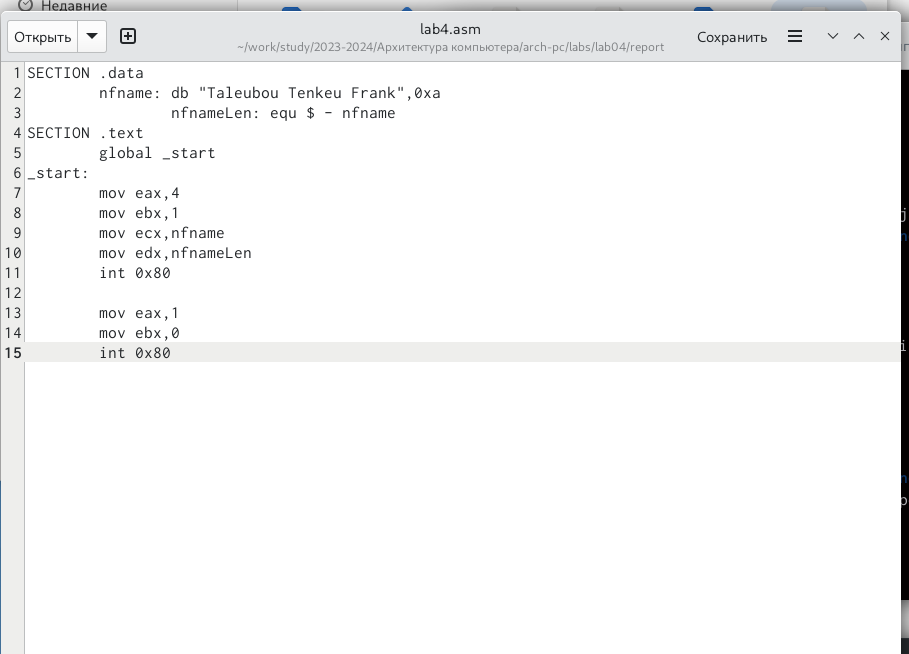 Недавние
Открыть
lab4.asm
~/work/study/2023-2024/Архитектура компьютера/arch-pc/labs/lab04/report
Сохранить
1 SECTION .data
2 nfname: db "Taleubou Tenkeu Frank",0xa
3 nfnameLen: equ $ - nfname
4 SECTION .text
5 global _start
6 _start:
7 mov eax,4
8 mov ebx,1
9 mov ecx,nfname
10 mov edx,nfnameLen
11 int 0x80
12
13 mov eax,1
14 mov ebx,0
15 int 0x80